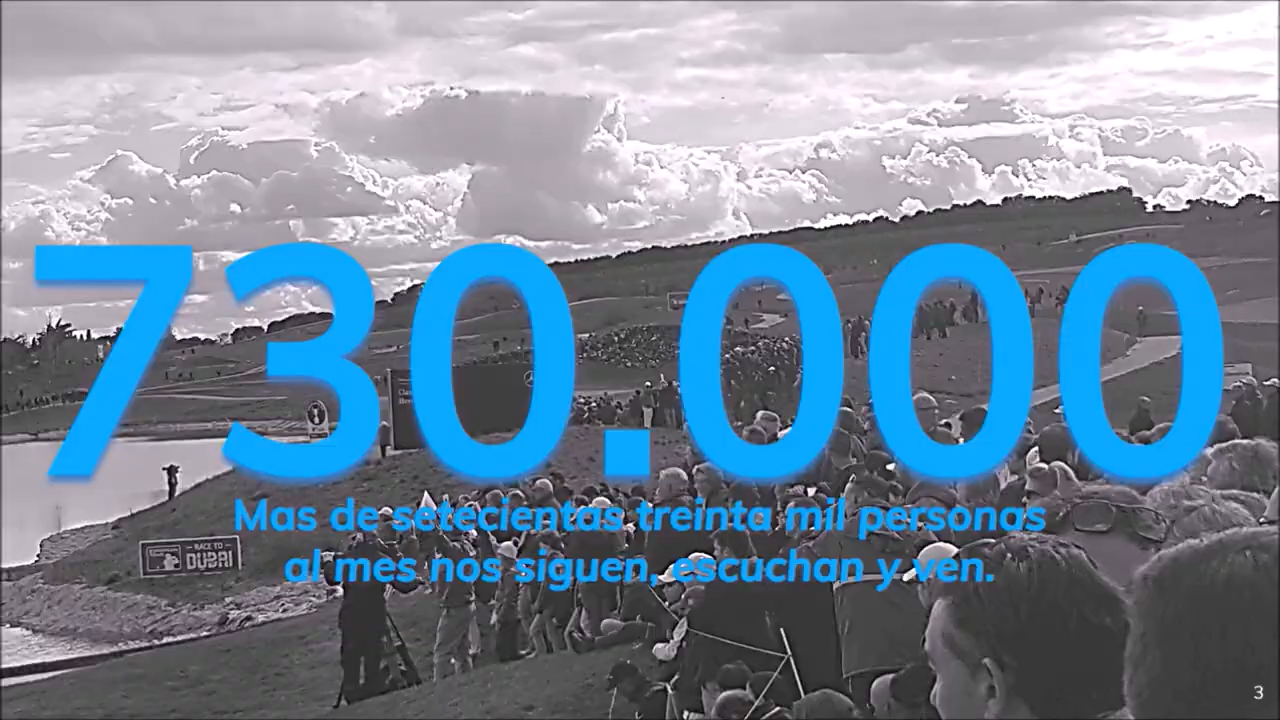 730.000
Mas de setecientas treinta mil personas
al mes nos siguen, escuchan y ven.
RACE TO
DUBAI
3